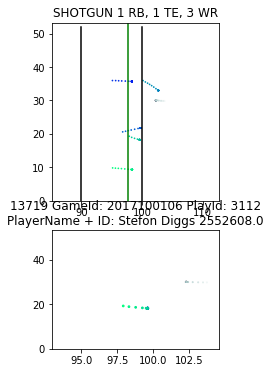 SHOTGUN 1 RB, 1 TE, 3 WR
50
40
30
20
10
0
90 100 110
13719 GameId: 2017100106 PlayId: 3112
PlayerName + ID: Stefon Diggs 2552608.0
40
20
0
95.0 97.5 100.0 102.5